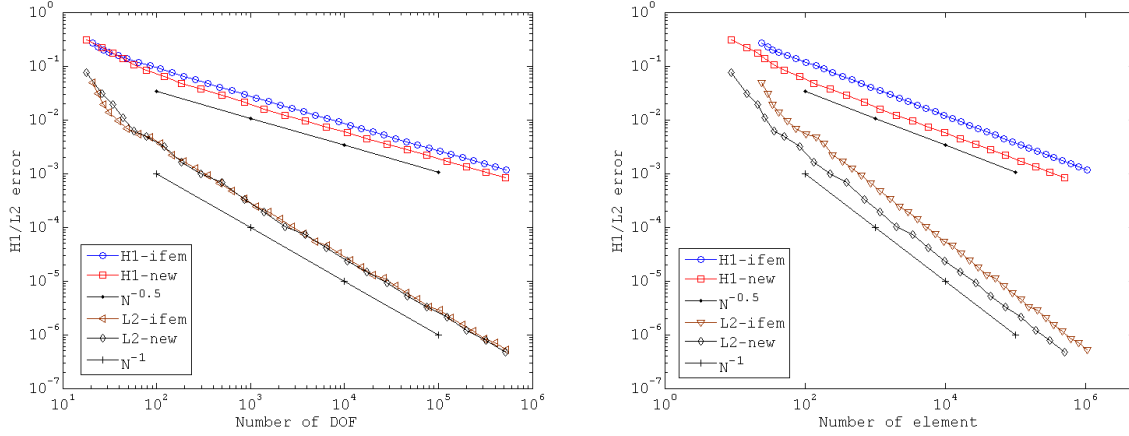 10^0
10^-1
10^-2
10^-3
10^-4
10^-5
10^-6
10^-7
H1/L2 error
H1-ifem
H1-new
N^-0.5
L2-ifem
L2-new
N^-1
10^1
10^2
10^3
10^4
10^5
10^6
Number of DOF
10^0
10^-1
10^-2
10^-3
10^-4
10^-5
10^-6
10^-7
H1/L2 error
H1-ifem
H1-new
N^-0.5
L2-ifem
L2-new
N^-1
10^0
10^2
10^4
10^6
Number of element